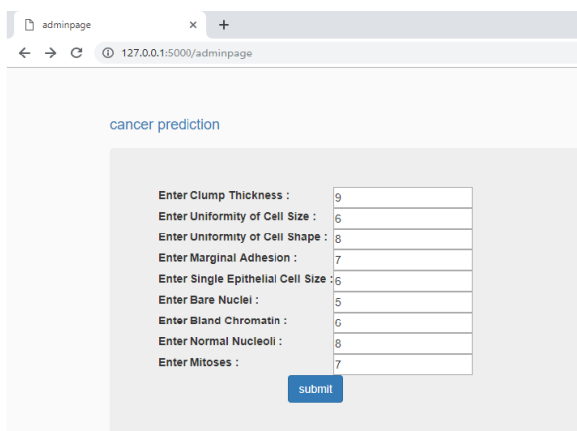 adminpage
127.0.0.1:5000/adminpage
cancer prediction
Enter Clump Thickness : 9
Enter Uniformity of Cell Size : 6
Enter Uniformity of Cell Shape : 8
Enter Marginal Adhesion : 7
Enter Single Epithelial Cell Size : 6
Enter Bare Nuclei : 5
Enter Bland Chromatin : 6
Enter Normal Nucleoli : 8
Enter Mitoses : 7
submit